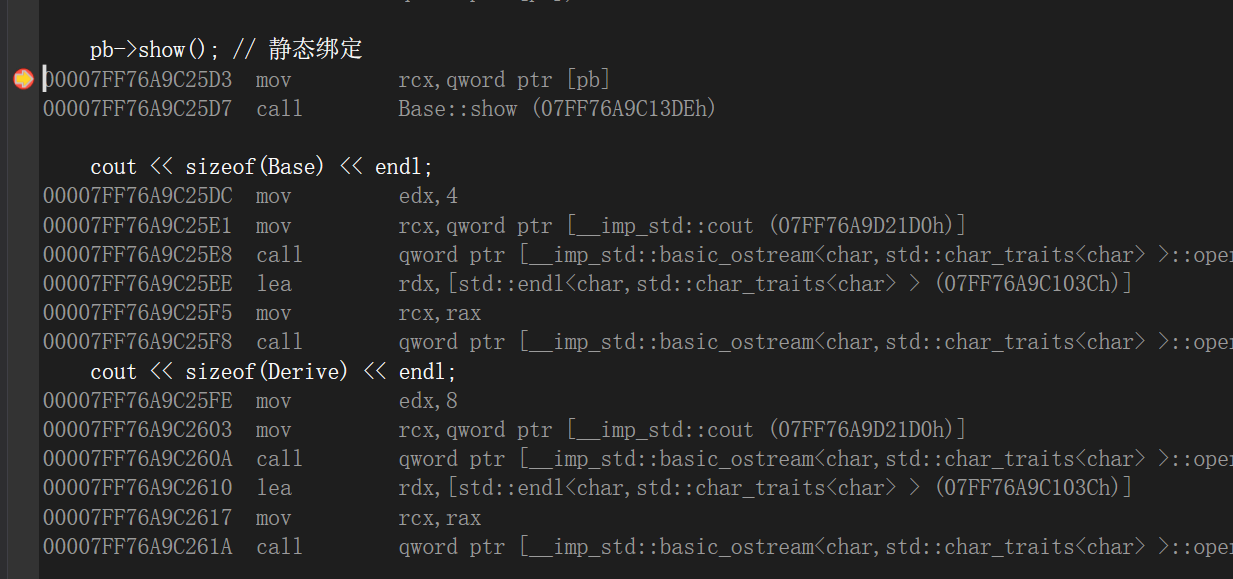 pb->show(); // 静态绑定
00007FF76A9C25D3 mov rcx,qword ptr [pb]
00007FF76A9C25D7 call Base::show (07FF76A9C13DEh)
cout << sizeof(Base) << endl;
00007FF76A9C25DC mov edx,4
00007FF76A9C25E1 mov rcx,qword ptr [__imp_std::cout (07FF76A9D21D0h)]
00007FF76A9C25E8 call qword ptr [__imp_std::basic_ostream<char,std::char_traits<char> >::oper
00007FF76A9C25EE lea rdx,[std::endl<char,std::char_traits<char> > (07FF76A9C103Ch)]
00007FF76A9C25F5 mov rcx,rax
00007FF76A9C25F8 call qword ptr [__imp_std::basic_ostream<char,std::char_traits<char> >::oper
cout << sizeof(Derive) << endl;
00007FF76A9C25FE mov edx,8
00007FF76A9C2603 mov rcx,qword ptr [__imp_std::cout (07FF76A9D21D0h)]
00007FF76A9C260A call qword ptr [__imp_std::basic_ostream<char,std::char_traits<char> >::oper
00007FF76A9C2610 lea rdx,[std::endl<char,std::char_traits<char> > (07FF76A9C103Ch)]
00007FF76A9C2617 mov rcx,rax
00007FF76A9C261A call qword ptr [__imp_std::basic_ostream<char,std::char_traits<char> >::oper